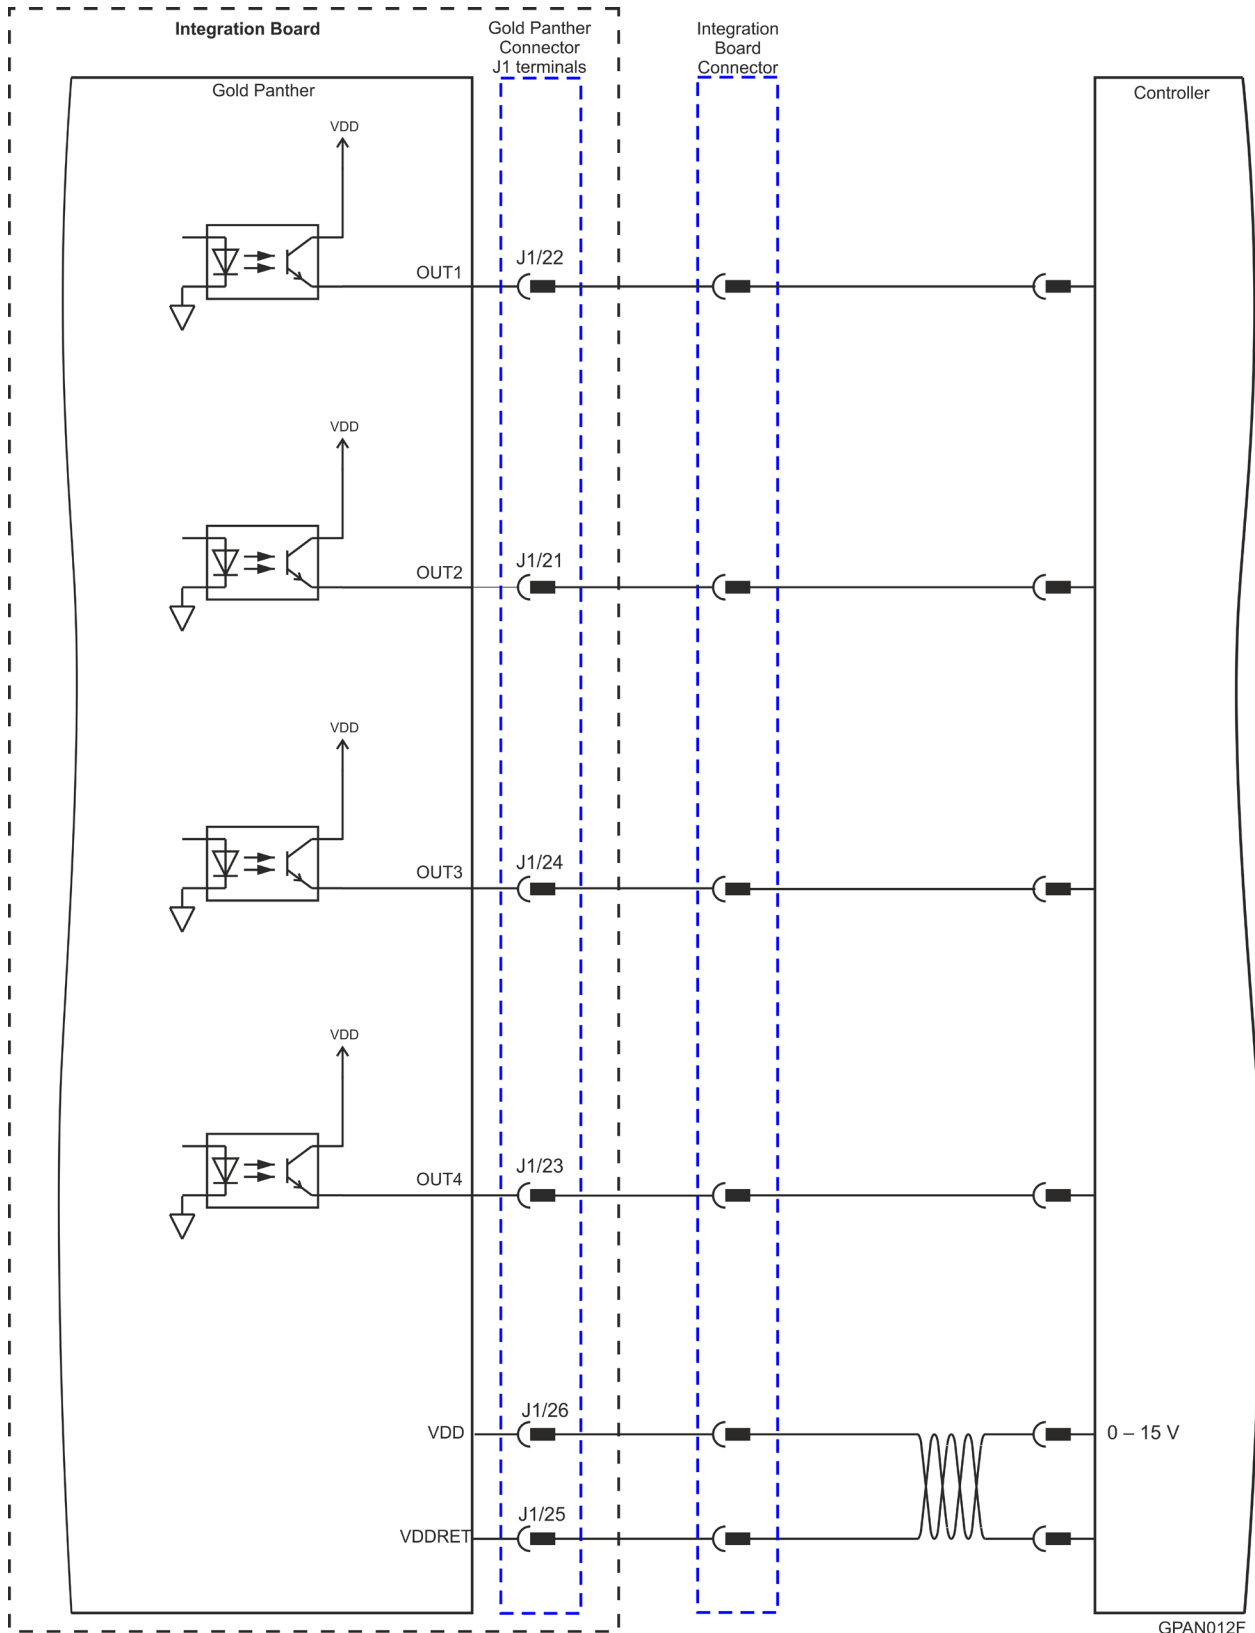 Integration Board
Gold Panther
Connector
J1 terminals
Integration
Board
Connector
Gold Panther
Controller
VDD
J1/22
OUT1
VDD
J1/21
OUT2
VDD
J1/24
OUT3
VDD
J1/23
OUT4
J1/26
VDD
0 – 15 V
J1/25
VDDRET